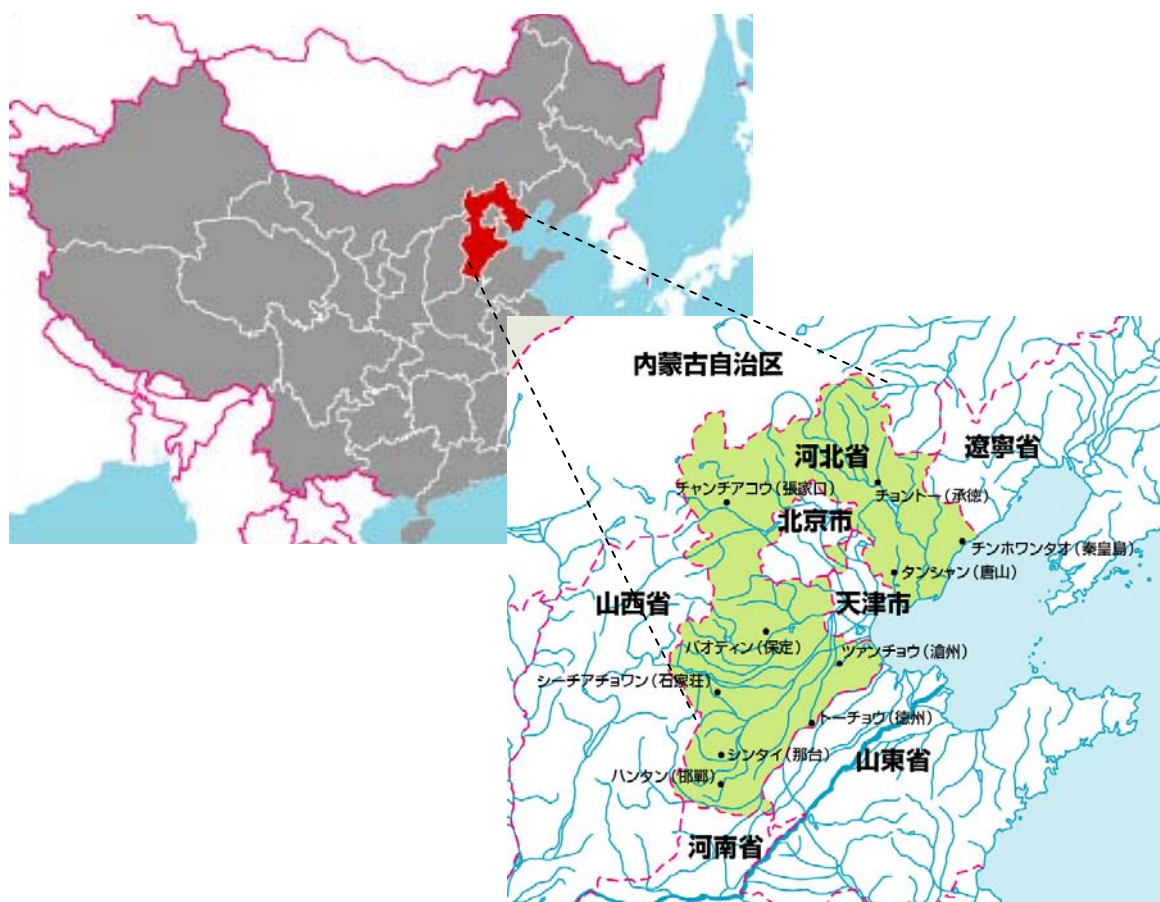 内蒙古自治区
河北省
遼寧省
チャンチアコウ（張家口）
チョントー（承徳）
北京市
チンホワンタオ（秦皇島）
タンシャン（唐山）
山西省
天津市
パオティン（保定）
ツァンチョウ（滄州）
シーチアチョワン（石家荘）
トーチョウ（徳州）
シンタイ（那台）
山東省
ハンタン（邯鄲）
河南省